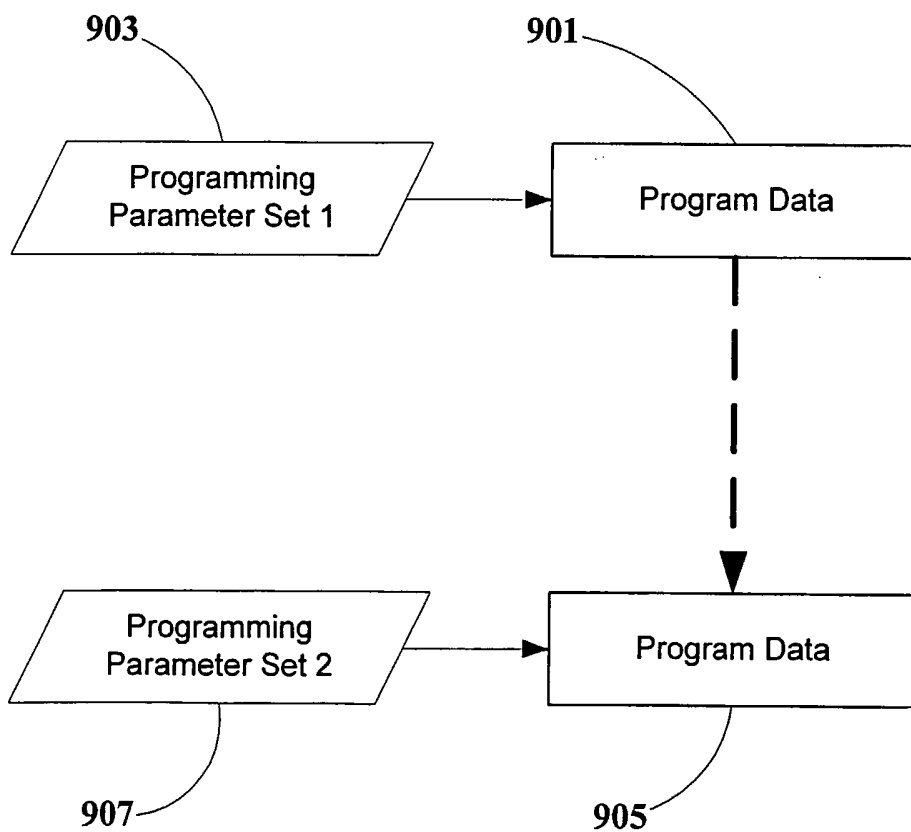 903
901
Programming
Parameter Set 1
Program Data
Programming
Parameter Set 2
Program Data
907
905